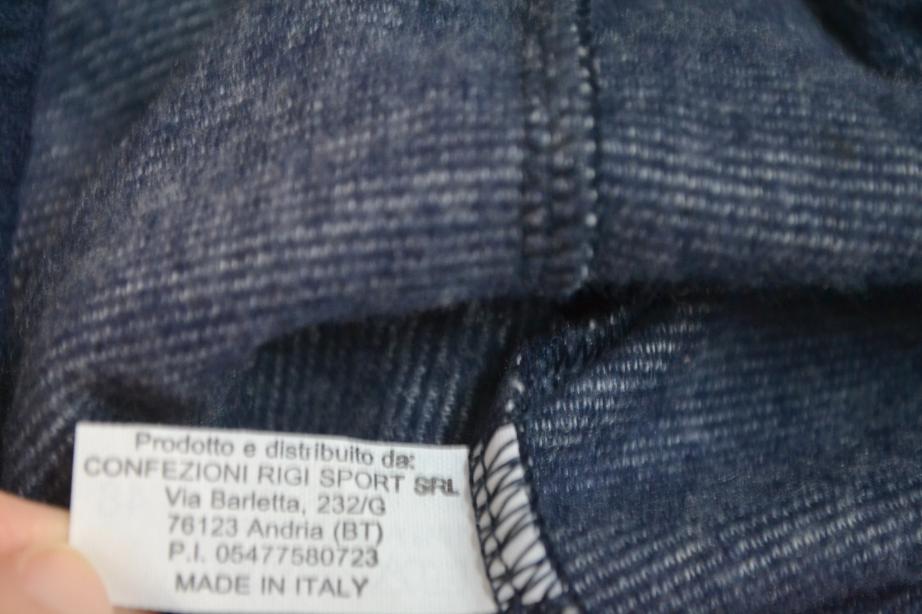 Prodotto e distribuito da:
CONFEZIONI RIGI SPORT SRL
Via Barletta, 232/G
76123 Andria (BT)
P.I. 05477580723
MADE IN ITALY